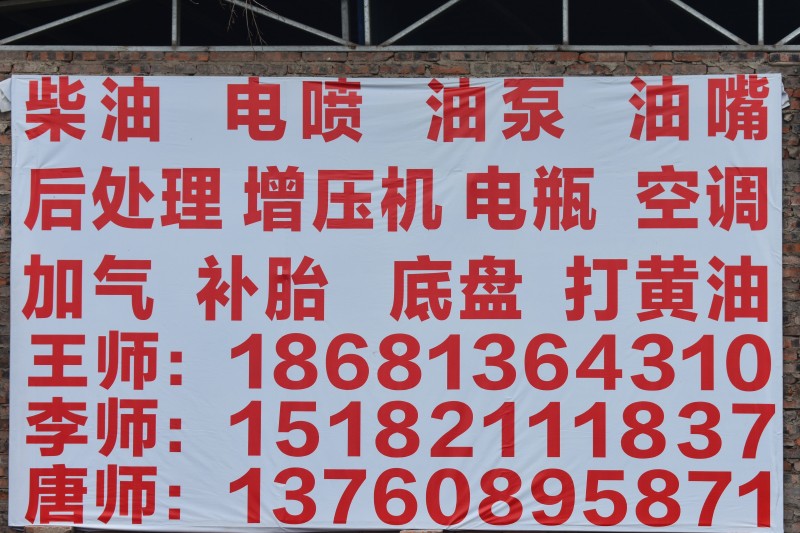 柴油 电喷 油泵 油嘴
后处理 增压机 电瓶 空调
加气 补胎 底盘 打黄油
王师：18681364310
李师：15182111837
唐师：13760895871